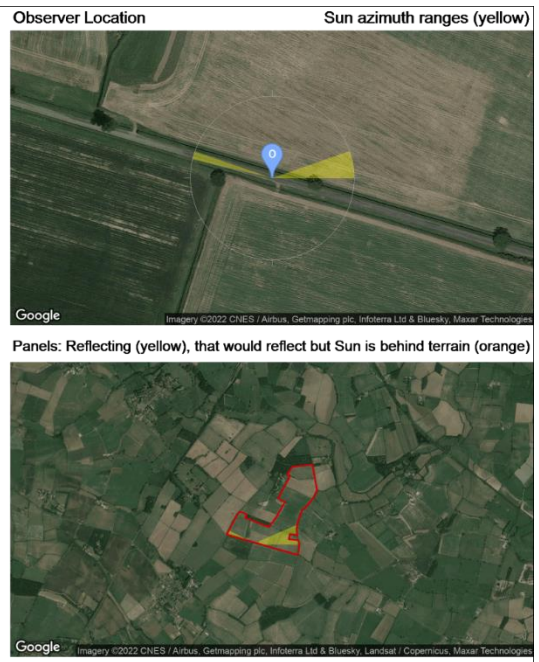 Observer Location Sun azimuth ranges (yellow)
O
Google Imagery ©2022 CNES / Airbus, Getmapping plc, Infoterra Ltd & Bluesky, Maxar Technologies
Panels: Reflecting (yellow), that would reflect but Sun is behind terrain (orange)
Google Imagery ©2022 CNES / Airbus, Getmapping plc, Infoterra Ltd & Bluesky, Landsat / Copernicus, Maxar Technologies